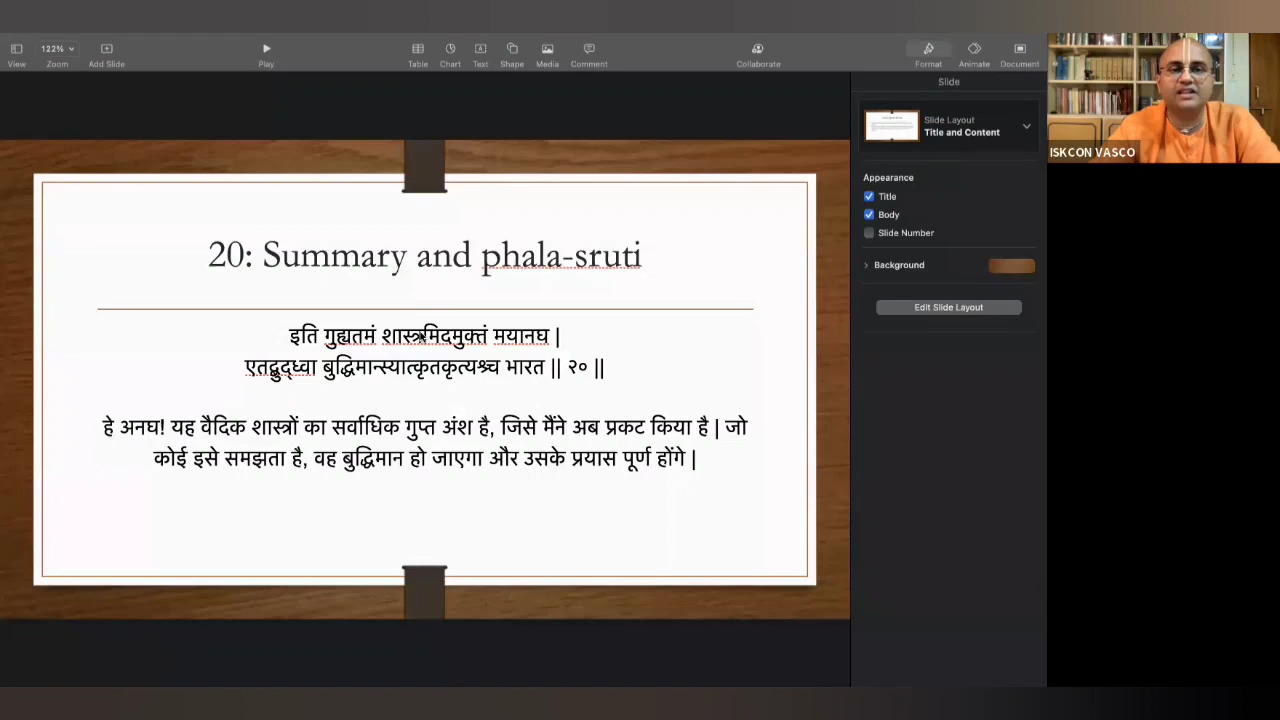 View
122%
Zoom
Add Slide
Play
Table
Chart
Text
Shape
Media
Comment
Collaborate
Format
Animate
Document
Slide
Slide Layout
Title and Content
Appearance
Title
Body
Slide Number
Background
Edit Slide Layout
ISKCON VASCO
20: Summary and phala-sruti
इति गुह्यतमं शास्त्रमिदमुक्तं मयानघ |
एतद्बुद्ध्वा बुद्धिमान्स्यात्कृतकृत्यश्र्च भारत || २० ||
हे अनघ! यह वैदिक शास्त्रों का सर्वाधिक गुप्त अंश है, जिसे मैंने अब प्रकट किया है | जो
कोई इसे समझता है, वह बुद्धिमान हो जाएगा और उसके प्रयास पूर्ण होंगे |